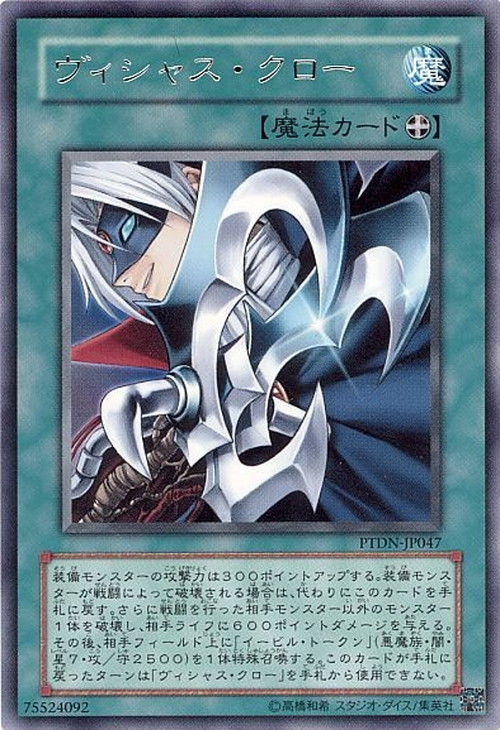 ヴィシャス・クロー
魔
【魔法カード】
PTDN-JP047
装備モンスターの攻撃力は300ポイントアップする。装備モンス
ターが戦闘によって破壊される場合は、代わりにこのカードを手
札に戻す。さらに戦闘を行った相手モンスター以外のモンスター
1体を破壊し、相手ライフに600ポイントダメージを与える。
その後、相手フィールド上に「イービル・トークン」(悪魔族・闇・
星7・攻/守2500)を1体特殊召喚する。このカードが手札に
戻ったターンは「ヴィシャス・クロー」を手札から使用できない。
75524092
©高橋和希 スタジオ・ダイス/集英社